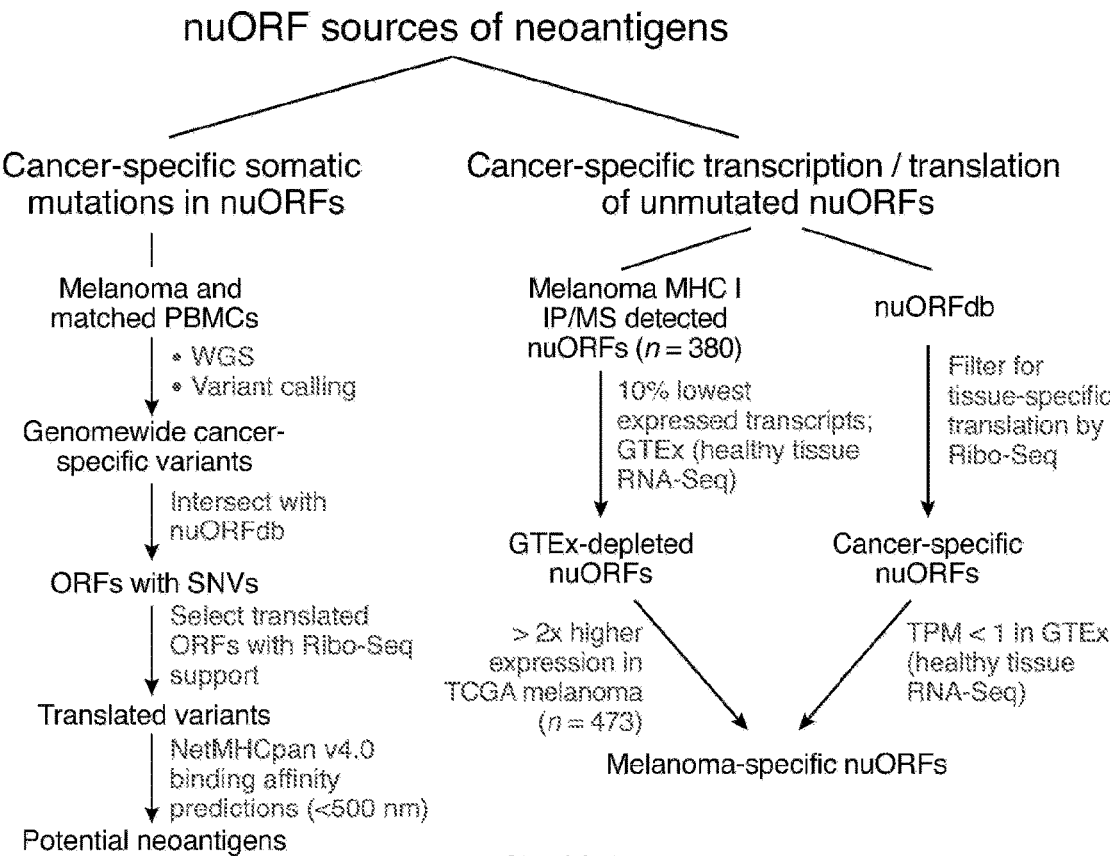 nuORF sources of neoantigens
Cancer-specific somatic
mutations in nuORFs
Melanoma and
matched PBMCs
• WGS
• Variant calling
Genomewide cancer-
specific variants
Intersect with
nuORFdb
ORFs with SNVs
Select translated
ORFs with Ribo-Seq
support
Translated variants
NetMHCpan v4.0
binding affinity
predictions (<500 nm)
Potential neoantigens
Cancer-specific transcription / translation
of unmutated nuORFs
Melanoma MHC I
IP/MS detected
nuORFs (n = 380)
10% lowest
expressed transcripts;
GTEx (healthy tissue
RNA-Seq)
GTEx-depleted
nuORFs
> 2x higher
expression in
TCGA melanoma
(n = 473)
nuORFdb
Filter for
tissue-specific
translation by
Ribo-Seq
Cancer-specific
nuORFs
TPM < 1 in GTEx
(healthy tissue
RNA-Seq)
Melanoma-specific nuORFs